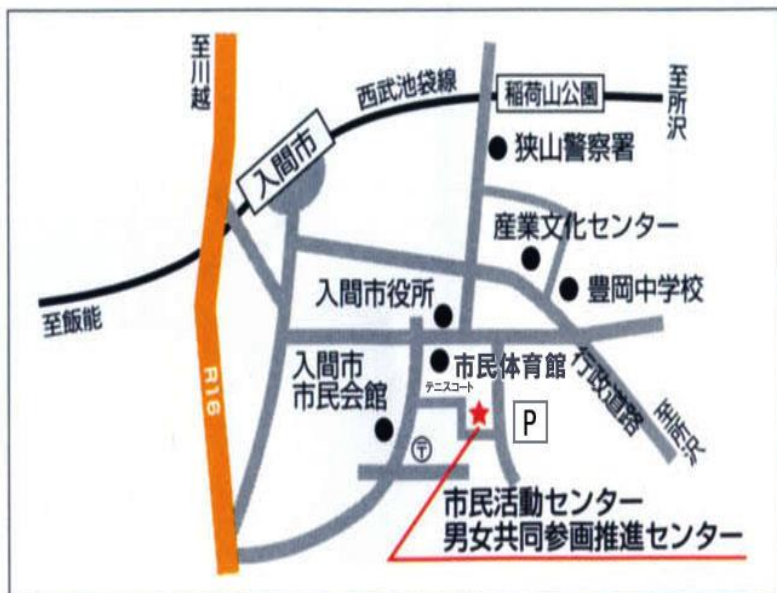 至川越
西武池袋線
稲荷山公園
至所沢
入間市
狭山警察署
産業文化センター
豊岡中学校
入間市役所
至飯能
R16
市民体育館
テニスコート
入間市
市民会館
行政道路
至所沢
P
〒
市民活動センター
男女共同参画推進センター